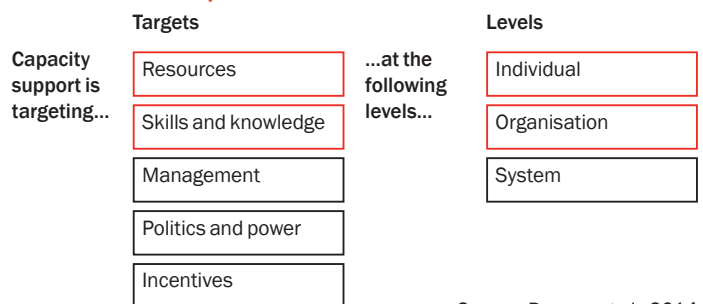 Targets
Levels
Capacity
support is
targeting...
Resources
Skills and knowledge
Management
Politics and power
Incentives
...at the
following
levels...
Individual
Organisation
System